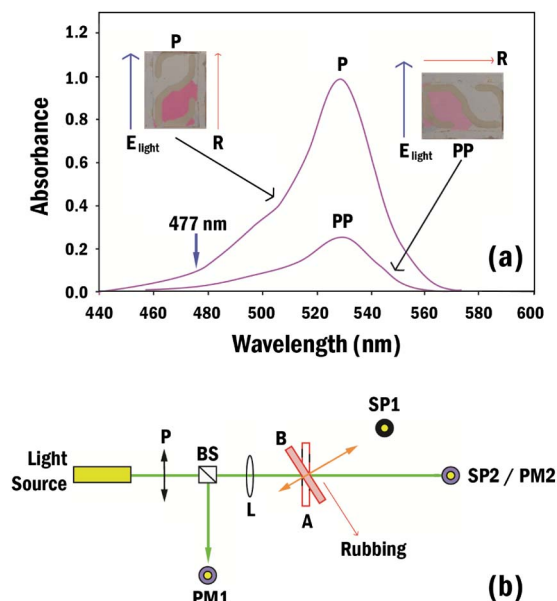 P
R
E light
R
E light
PP
P
PP
477 nm
(a)
Absorbance
1.2
1.0
0.8
0.6
0.4
0.2
0.0
440 460 480 500 520 540 560 580 600
Wavelength (nm)
SP1
P
BS
B
Light
Source
SP2 / PM2
L
A
Rubbing
PM1
(b)